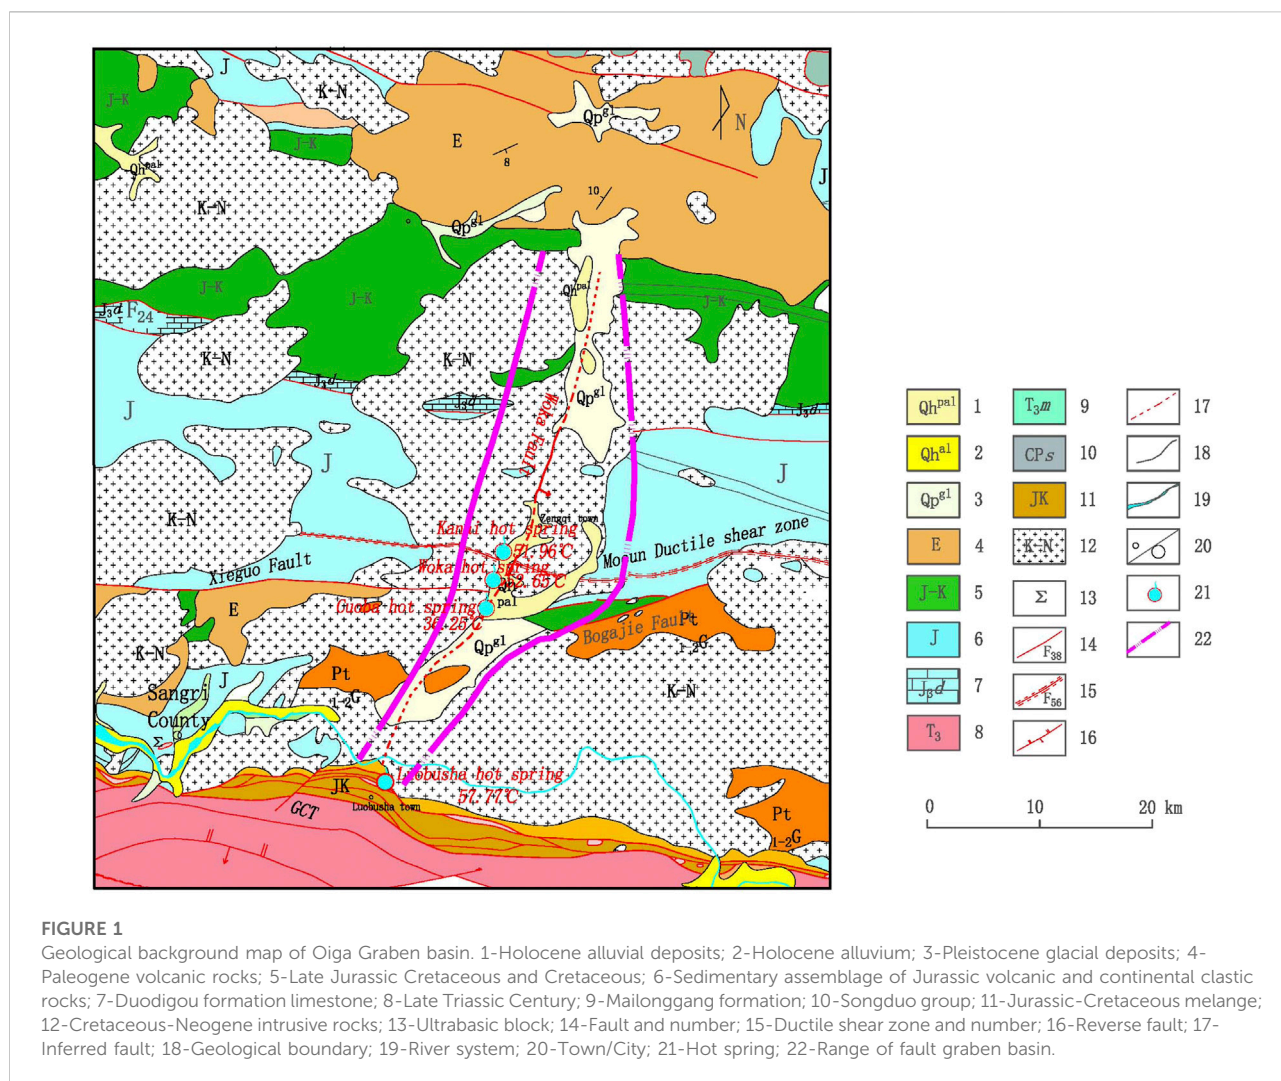 J
K-N
J-K
Qp^gl
N
E
J-K
8
Qh^pal
J
10
K-N
Qp^gl
J-K
Qh^pal
J-K
J-K
J₃d
F₂₄
K-N
K-N
J₃d
Qp^gl
J₃d
J₃d
J
Woka Fault
J
J
K-N
Zengqi town
Kangi hot spring
Moqun Ductile shear zone
Xieguo Fault
Woka hot spring
Qh
pal
Cuoba hot spring
E
36.25℃
Pt
Bogajie Fault
1-2G
K-N
Qp^gl
J
Pt
K-N
Sangri
1-2G
County
Σ
Luobusha hot spring
JK
57.77℃
Luobusha town
GCT
Pt
1-2G
Qh^pal 1
T₃m 9
17
Qh^al 2
CPs 10
18
Qp^gl 3
JK 11
19
E 4
K-N 12
20
J-K 5
Σ 13
21
J 6
F₃₈ 14
22
J₃d 7
F₅₆ 15
T₃ 8
16
0 10 20 km
FIGURE 1
Geological background map of Oiga Graben basin. 1-Holocene alluvial deposits; 2-Holocene alluvium; 3-Pleistocene glacial deposits; 4-
Paleogene volcanic rocks; 5-Late Jurassic Cretaceous and Cretaceous; 6-Sedimentary assemblage of Jurassic volcanic and continental clastic
rocks; 7-Duodigou formation limestone; 8-Late Triassic Century; 9-Mailonggang formation; 10-Songduo group; 11-Jurassic-Cretaceous melange;
12-Cretaceous-Neogene intrusive rocks; 13-Ultrabasic block; 14-Fault and number; 15-Ductile shear zone and number; 16-Reverse fault; 17-
Inferred fault; 18-Geological boundary; 19-River system; 20-Town/City; 21-Hot spring; 22-Range of fault graben basin.